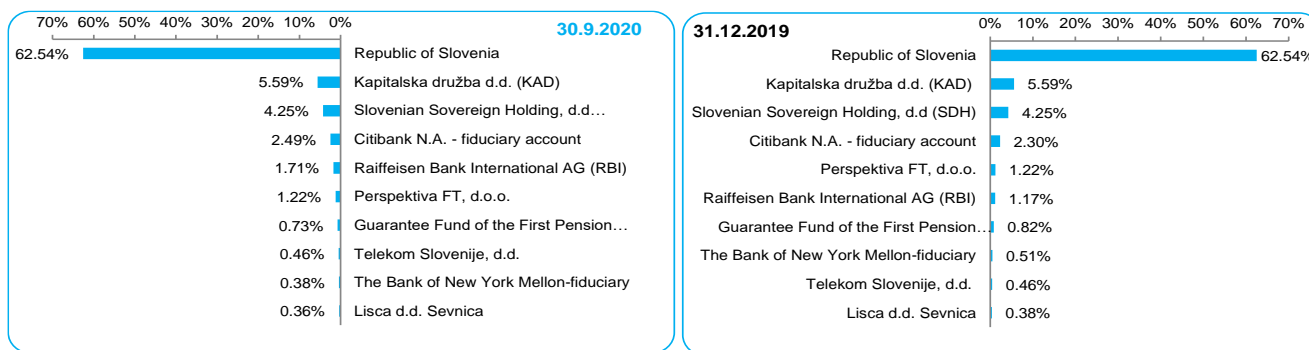 70% 60% 50% 40% 30% 20% 10% 0%
30.9.2020
62.54% Republic of Slovenia
5.59% Kapitalska družba d.d. (KAD)
4.25% Slovenian Sovereign Holding, d.d…
2.49% Citibank N.A. - fiduciary account
1.71% Raiffeisen Bank International AG (RBI)
1.22% Perspektiva FT, d.o.o.
0.73% Guarantee Fund of the First Pension…
0.46% Telekom Slovenije, d.d.
0.38% The Bank of New York Mellon-fiduciary
0.36% Lisca d.d. Sevnica
0% 10% 20% 30% 40% 50% 60% 70%
31.12.2019
Republic of Slovenia 62.54%
Kapitalska družba d.d. (KAD) 5.59%
Slovenian Sovereign Holding, d.d (SDH) 4.25%
Citibank N.A. - fiduciary account 2.30%
Perspektiva FT, d.o.o. 1.22%
Raiffeisen Bank International AG (RBI) 1.17%
Guarantee Fund of the First Pension… 0.82%
The Bank of New York Mellon-fiduciary 0.51%
Telekom Slovenije, d.d. 0.46%
Lisca d.d. Sevnica 0.38%